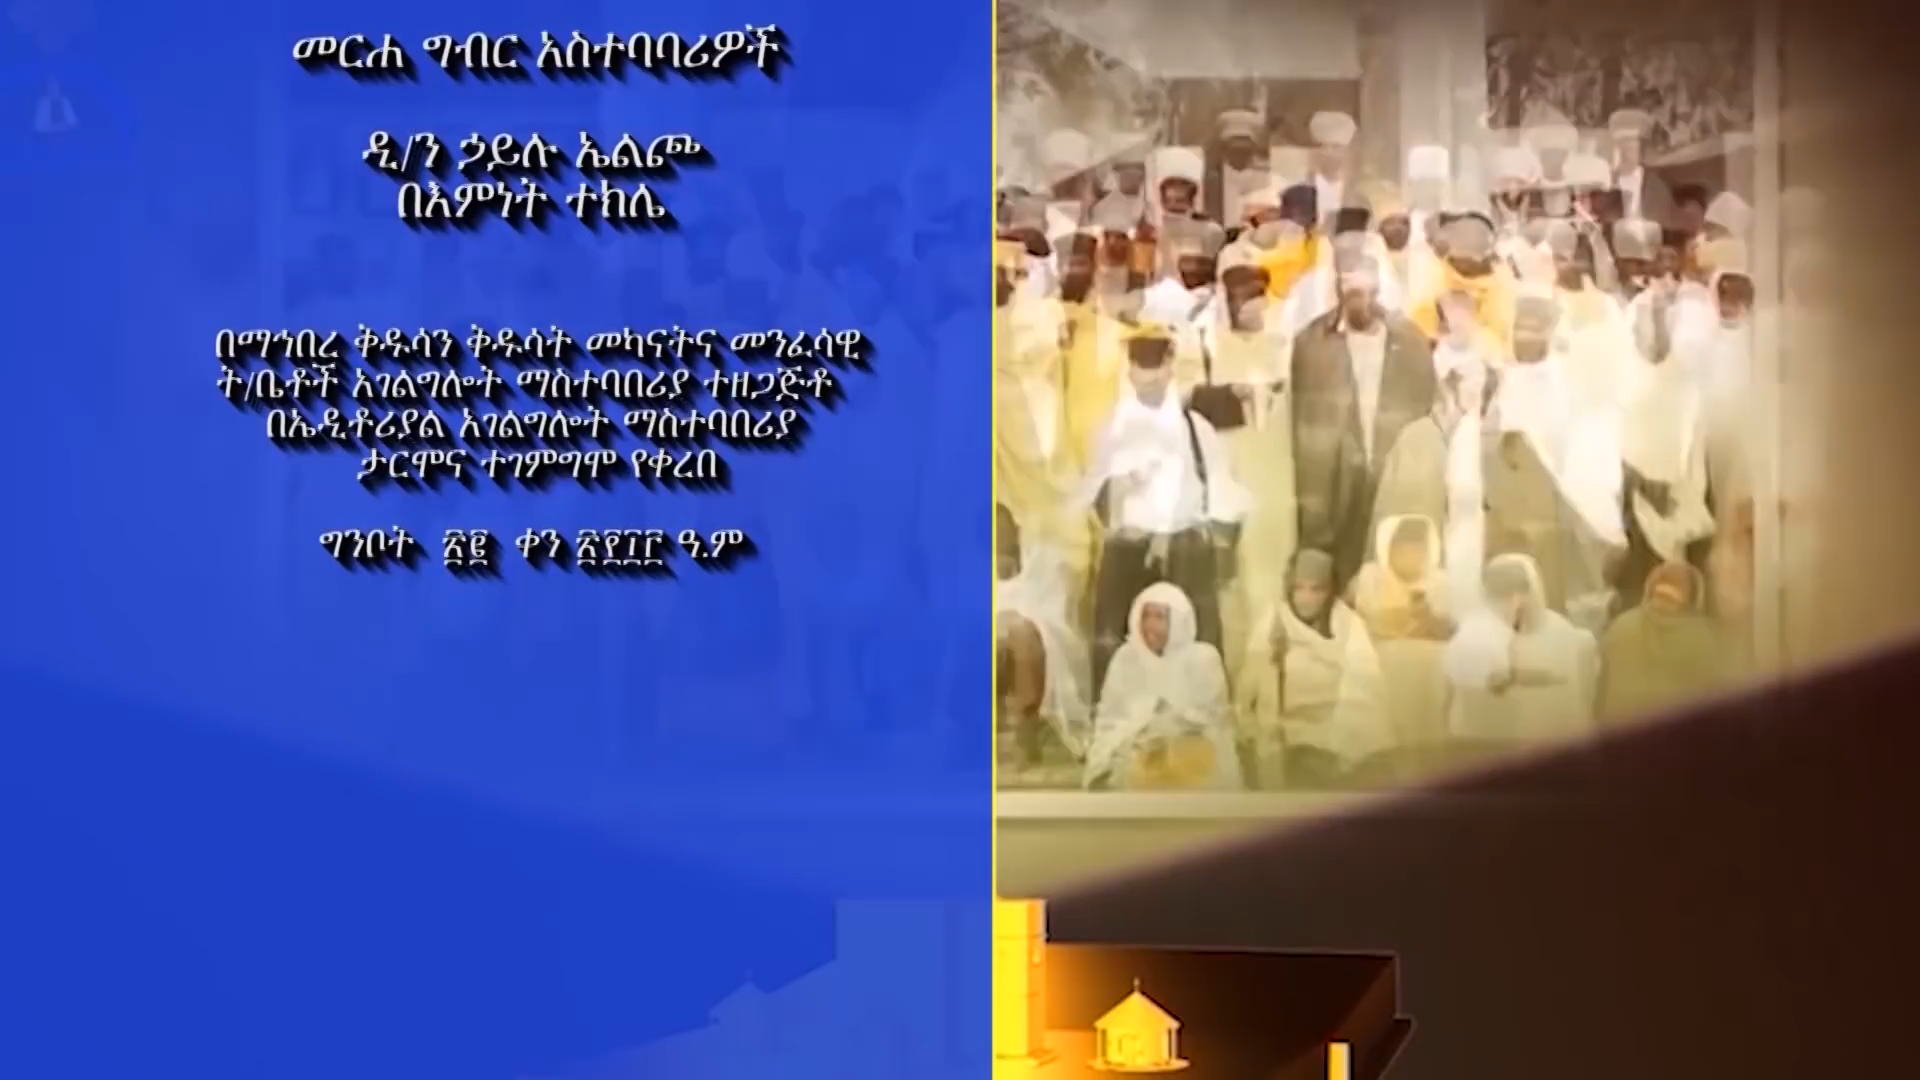 መርሐ ግብር አስተባባሪዎች
ዲ/ን ኃይሉ ኤልጮ
በእምነት ተክሌ
በማኅበረ ቅዱሳን ቅዱሳት መካናትና መንፈሳዊ
ት/ቤቶች አገልግሎት ማስተባበሪያ ተዘጋጅቶ
በኤዲቶሪያል አገልግሎት ማስተባበሪያ
ታርሞና ተገምግሞ የቀረበ
ግንቦት ፳፪ ቀን ፳፻፲፫ ዓ.ም